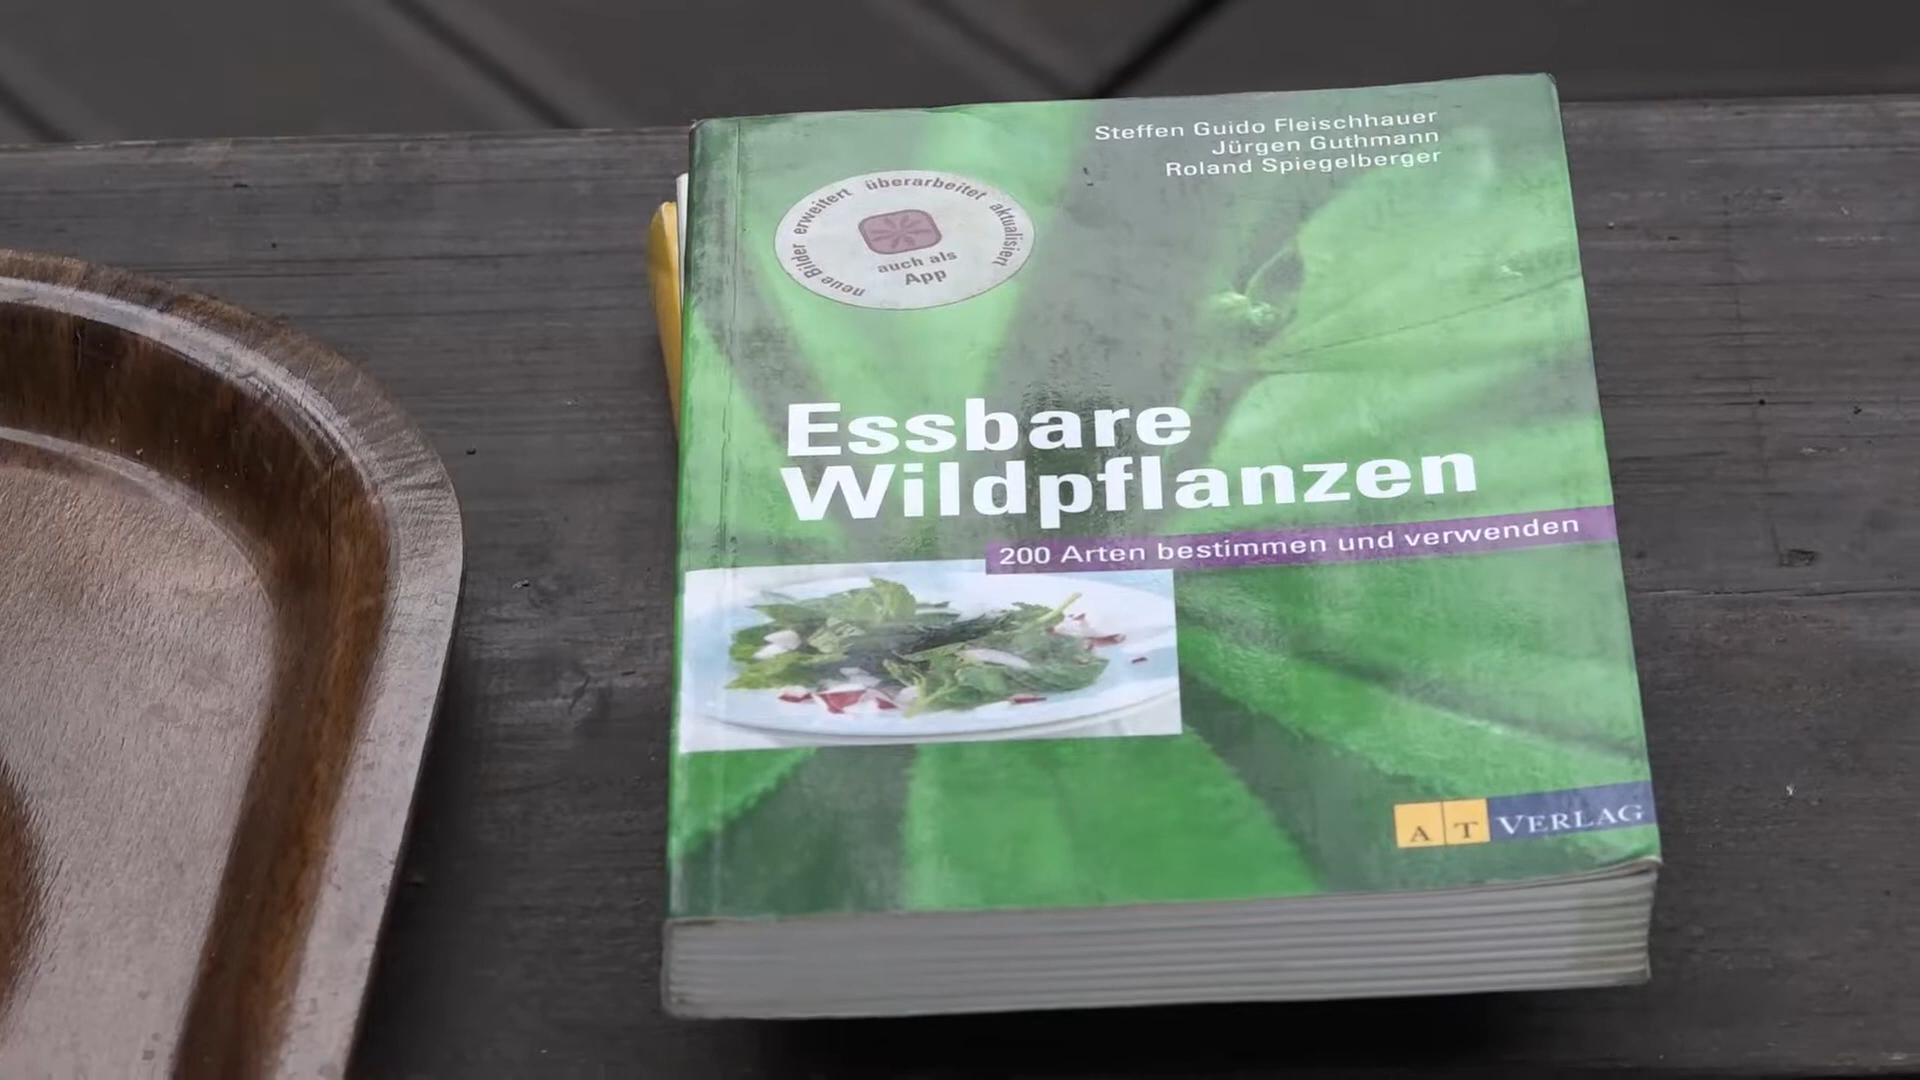 Steffen Guido Fleischhauer
Jürgen Guthmann
Roland Spiegelberger
neue Bilder erweitert überarbeitet aktualisiert
auch als
App
Essbare
Wildpflanzen
200 Arten bestimmen und verwenden
AT VERLAG